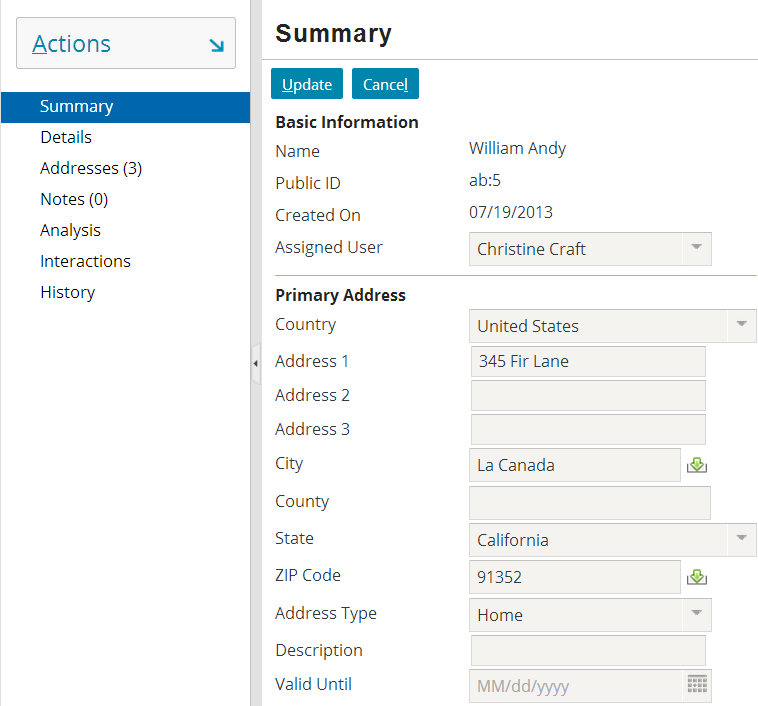 Actions
Summary
Details
Addresses (3)
Notes (0)
Analysis
Interactions
History
Summary
Update Cancel
Basic Information
Name William Andy
Public ID ab:5
Created On 07/19/2013
Assigned User Christine Craft
Primary Address
Country United States
Address 1 345 Fir Lane
Address 2
Address 3
City La Canada
County
State California
ZIP Code 91352
Address Type Home
Description
Valid Until MM/dd/yyyy